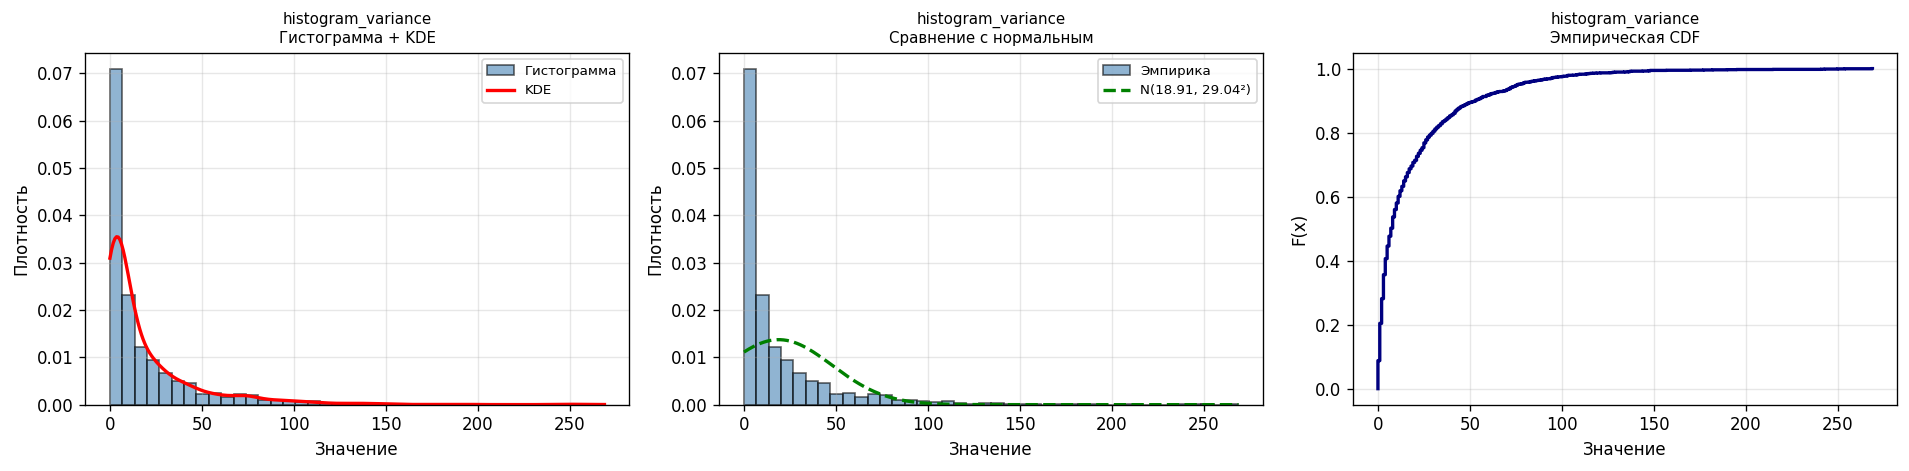 histogram_variance
Гистограмма + KDE
Гистограмма
KDE
Плотность
0.07
0.06
0.05
0.04
0.03
0.02
0.01
0.00
0
50
100
150
200
250
Значение
histogram_variance
Сравнение с нормальным
Эмпирика
N(18.91, 29.04²)
Плотность
0.07
0.06
0.05
0.04
0.03
0.02
0.01
0.00
0
50
100
150
200
250
Значение
histogram_variance
Эмпирическая CDF
F(x)
1.0
0.8
0.6
0.4
0.2
0.0
0
50
100
150
200
250
Значение